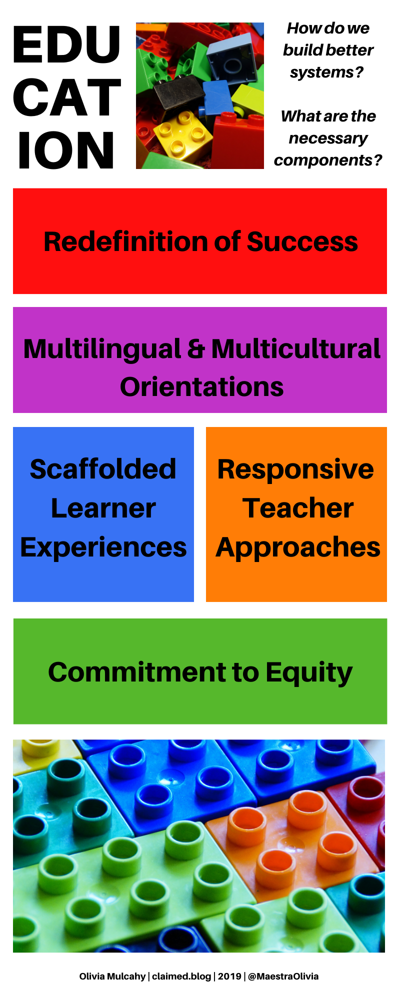 EDU
CAT
ION
How do we
build better
systems?
What are the
necessary
components?
Redefinition of Success
Multilingual & Multicultural
Orientations
Scaffolded
Learner
Experiences
Responsive
Teacher
Approaches
Commitment to Equity
Olivia Mulcahy | claimed.blog | 2019 | @MaestraOlivia